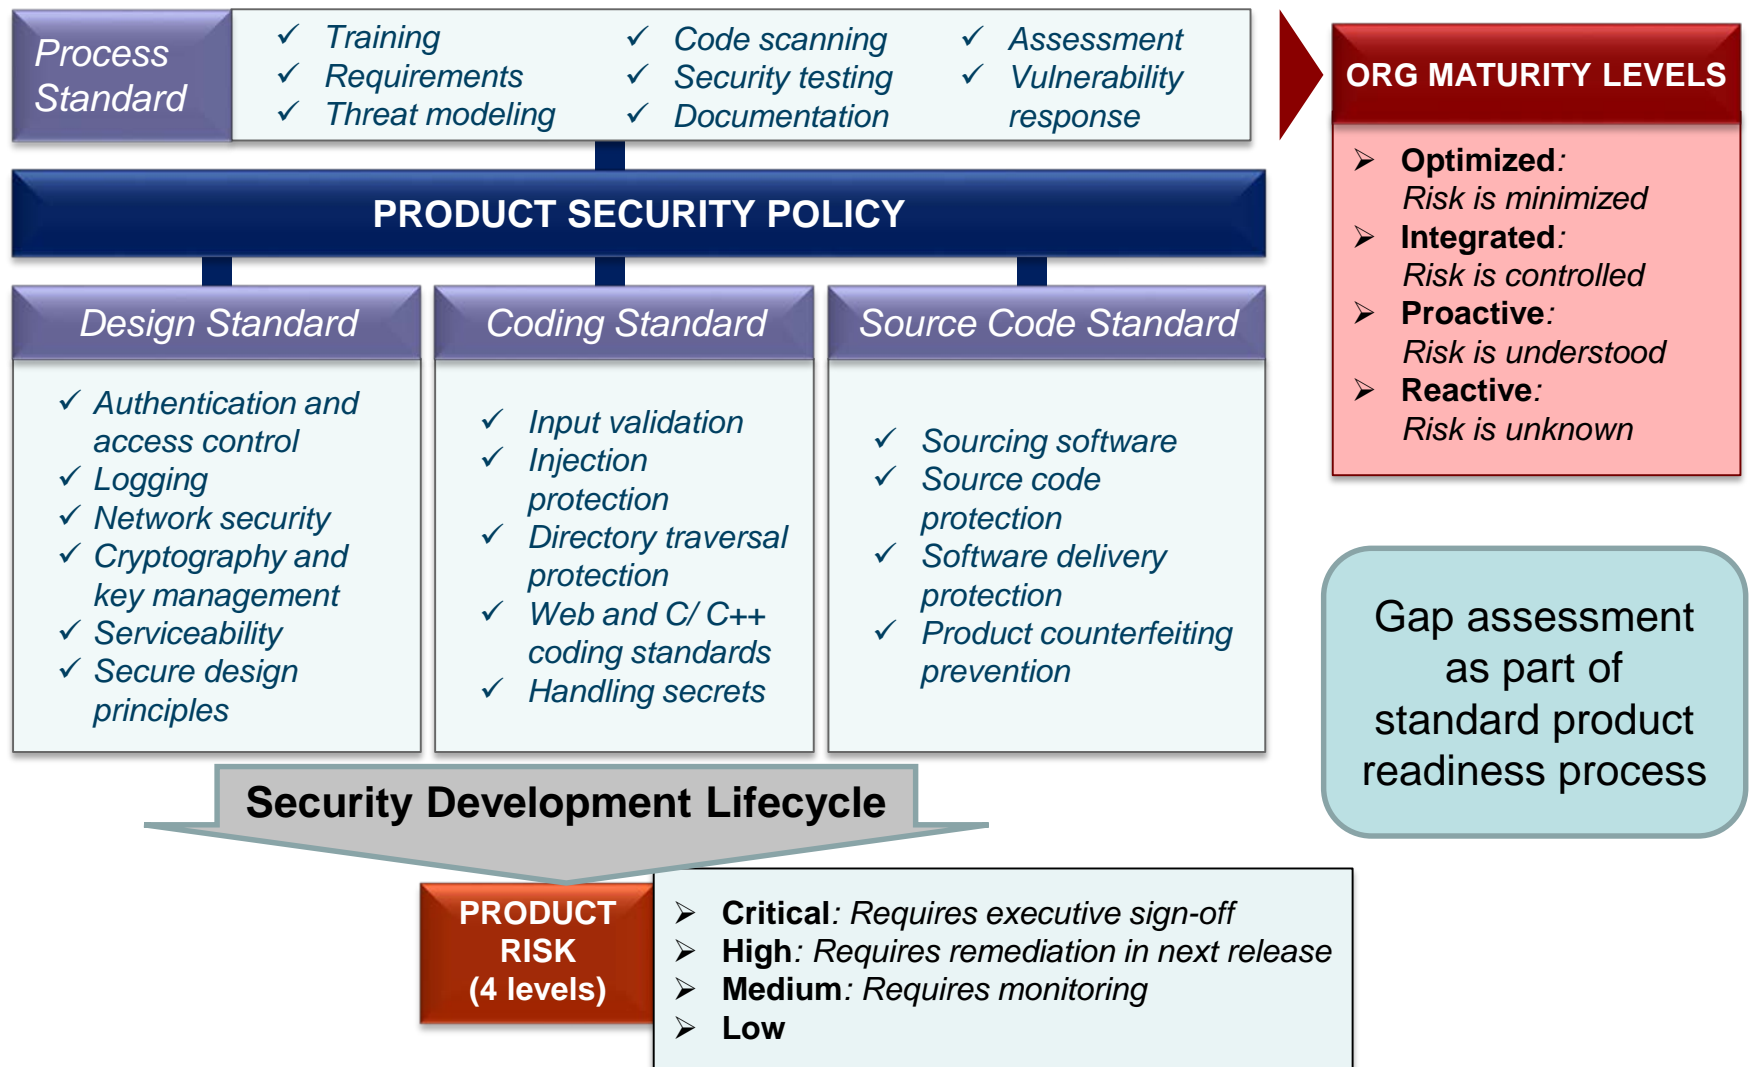 Process
Standard
✓ Training
✓ Requirements
✓ Threat modeling
✓ Code scanning
✓ Security testing
✓ Documentation
✓ Assessment
✓ Vulnerability
response
ORG MATURITY LEVELS
➢ Optimized:
Risk is minimized
➢ Integrated:
Risk is controlled
➢ Proactive:
Risk is understood
➢ Reactive:
Risk is unknown
PRODUCT SECURITY POLICY
Design Standard
✓ Authentication and
access control
✓ Logging
✓ Network security
✓ Cryptography and
key management
✓ Serviceability
✓ Secure design
principles
Coding Standard
✓ Input validation
✓ Injection
protection
✓ Directory traversal
protection
✓ Web and C/ C++
coding standards
✓ Handling secrets
Source Code Standard
✓ Sourcing software
✓ Source code
protection
✓ Software delivery
protection
✓ Product counterfeiting
prevention
Gap assessment
as part of
standard product
readiness process
Security Development Lifecycle
PRODUCT
RISK
(4 levels)
➢ Critical: Requires executive sign-off
➢ High: Requires remediation in next release
➢ Medium: Requires monitoring
➢ Low